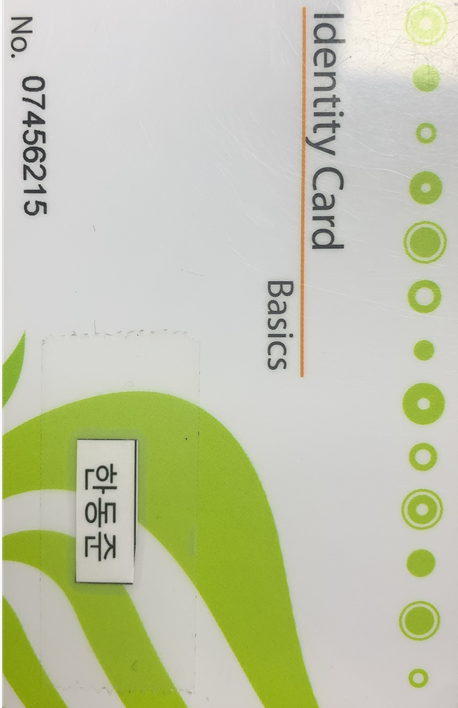 Identity Card
Basics
한동준
No. 07456215